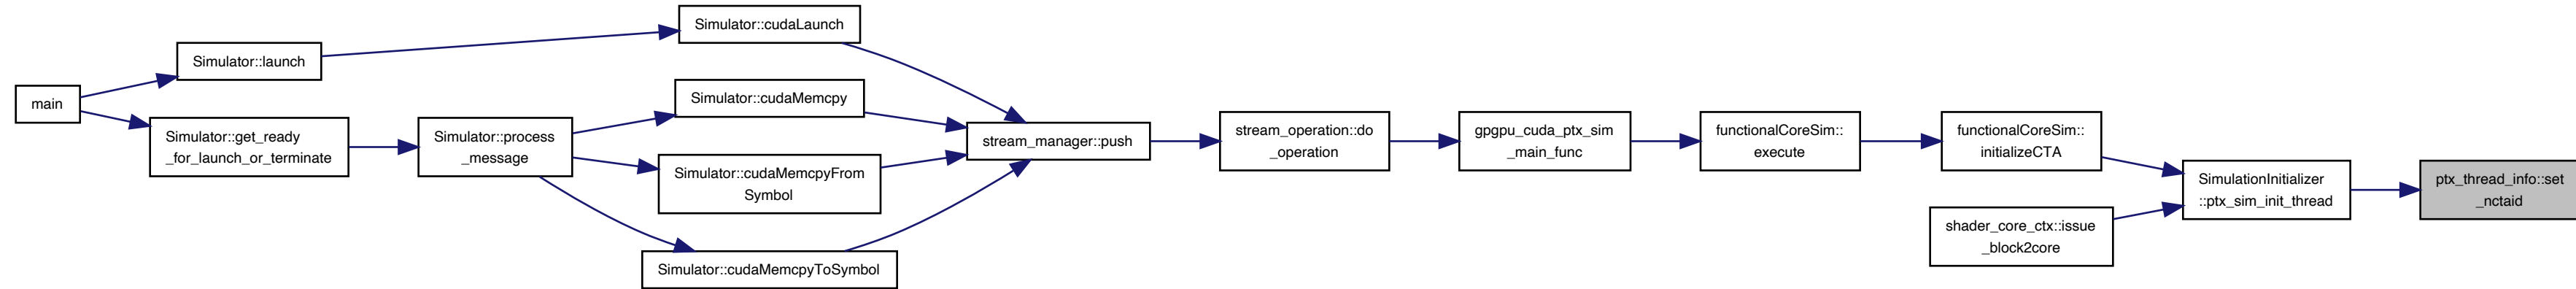 main
Simulator::launch
Simulator::get_ready
_for_launch_or_terminate
Simulator::process
_message
Simulator::cudaLaunch
Simulator::cudaMemcpy
Simulator::cudaMemcpyFrom
Symbol
Simulator::cudaMemcpyToSymbol
stream_manager::push
stream_operation::do
_operation
gpgpu_cuda_ptx_sim
_main_func
functionalCoreSim::
execute
functionalCoreSim::
initializeCTA
shader_core_ctx::issue
_block2core
SimulationInitializer
::ptx_sim_init_thread
ptx_thread_info::set
_nctaid